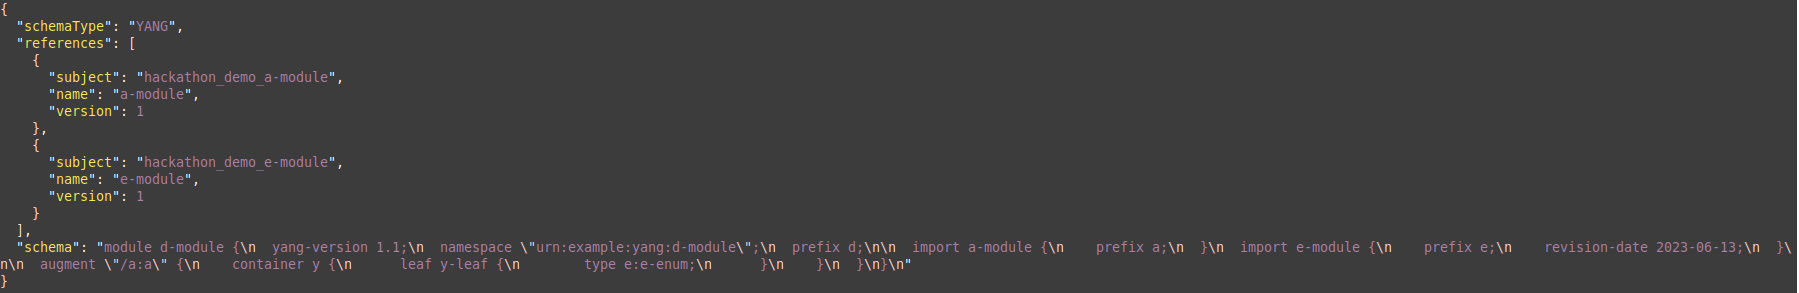 {
  "schemaType": "YANG",
  "references": [
    {
      "subject": "hackathon_demo_a-module",
      "name": "a-module",
      "version": 1
    },
    {
      "subject": "hackathon_demo_e-module",
      "name": "e-module",
      "version": 1
    }
  ],
  "schema": "module d-module {\n  yang-version 1.1;\n  namespace \"urn:example:yang:d-module\";\n  prefix d;\n\n  import a-module {\n    prefix a;\n  }\n  import e-module {\n    prefix e;\n    revision-date 2023-06-13;\n  }\
n\n  augment \"/a:a\" {\n    container y {\n      leaf y-leaf {\n        type e:e-enum;\n      }\n    }\n  }\n}\n"
}